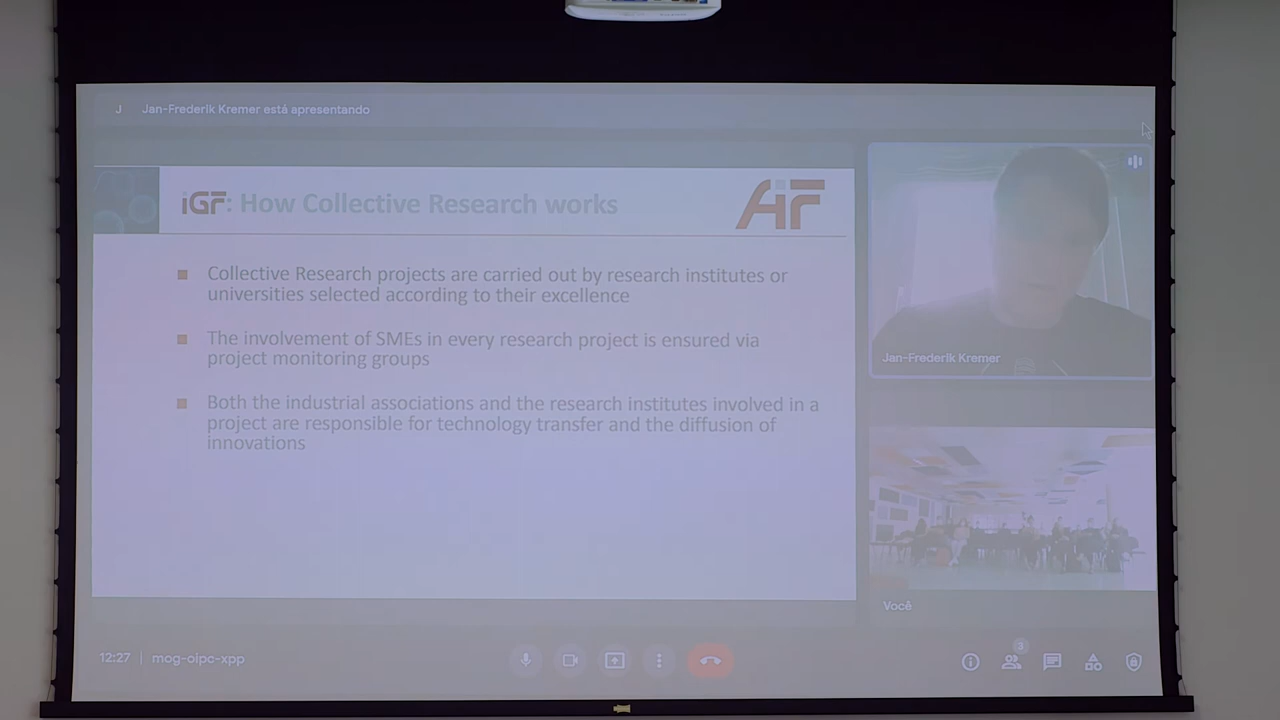 J Jan-Frederik Kremer está apresentando
iGF: How Collective Research works
AiF
Collective Research projects are carried out by research institutes or
universities selected according to their excellence
The involvement of SMEs in every research project is ensured via
project monitoring groups
Both the industrial associations and the research institutes involved in a
project are responsible for technology transfer and the diffusion of
innovations
Jan-Frederik Kremer
Você
12:27 | mog-oipc-xpp
3